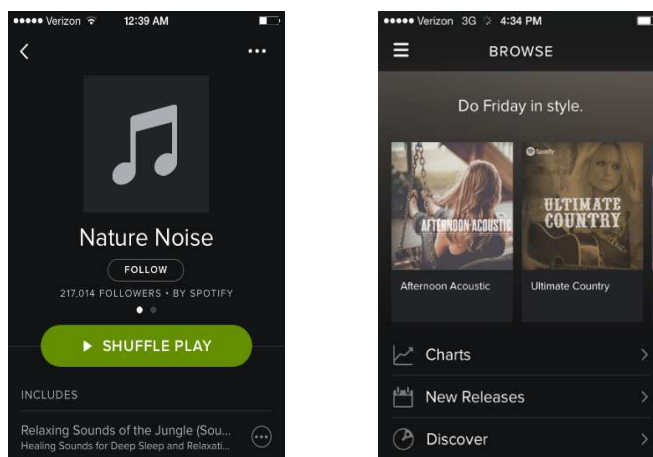 Verizon 12:39 AM
Nature Noise
FOLLOW
217,014 FOLLOWERS • BY SPOTIFY
SHUFFLE PLAY
INCLUDES
Relaxing Sounds of the Jungle (Sou...
Healing Sounds for Deep Sleep and Relaxati...
Verizon 3G 4:34 PM
BROWSE
Do Friday in style.
AFTERNOON ACOUSTIC
Spotify
ULTIMATE
COUNTRY
Afternoon Acoustic
Ultimate Country
Charts
New Releases
Discover